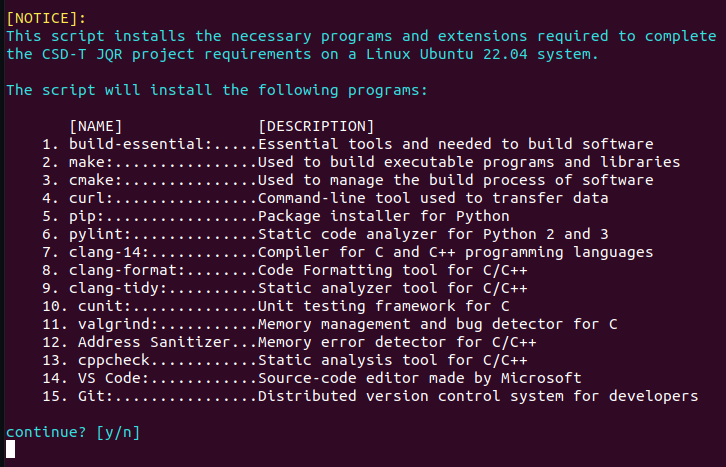 [NOTICE]:
This script installs the necessary programs and extensions required to complete
the CSD-T JQR project requirements on a Linux Ubuntu 22.04 system.
The script will install the following programs:
[NAME] [DESCRIPTION]
1. build-essential:.....Essential tools and needed to build software
2. make:................Used to build executable programs and libraries
3. cmake:...............Used to manage the build process of software
4. curl:................Command-line tool used to transfer data
5. pip:.................Package installer for Python
6. pylint:..............Static code analyzer for Python 2 and 3
7. clang-14:............Compiler for C and C++ programming languages
8. clang-format:........Code Formatting tool for C/C++
9. clang-tidy:..........Static analyzer tool for C/C++
10. cunit:..............Unit testing framework for C
11. valgrind:...........Memory management and bug detector for C
12. Address Sanitizer...Memory error detector for C/C++
13. cppcheck............Static analysis tool for C/C++
14. VS Code:............Source-code editor made by Microsoft
15. Git:................Distributed version control system for developers
continue? [y/n]